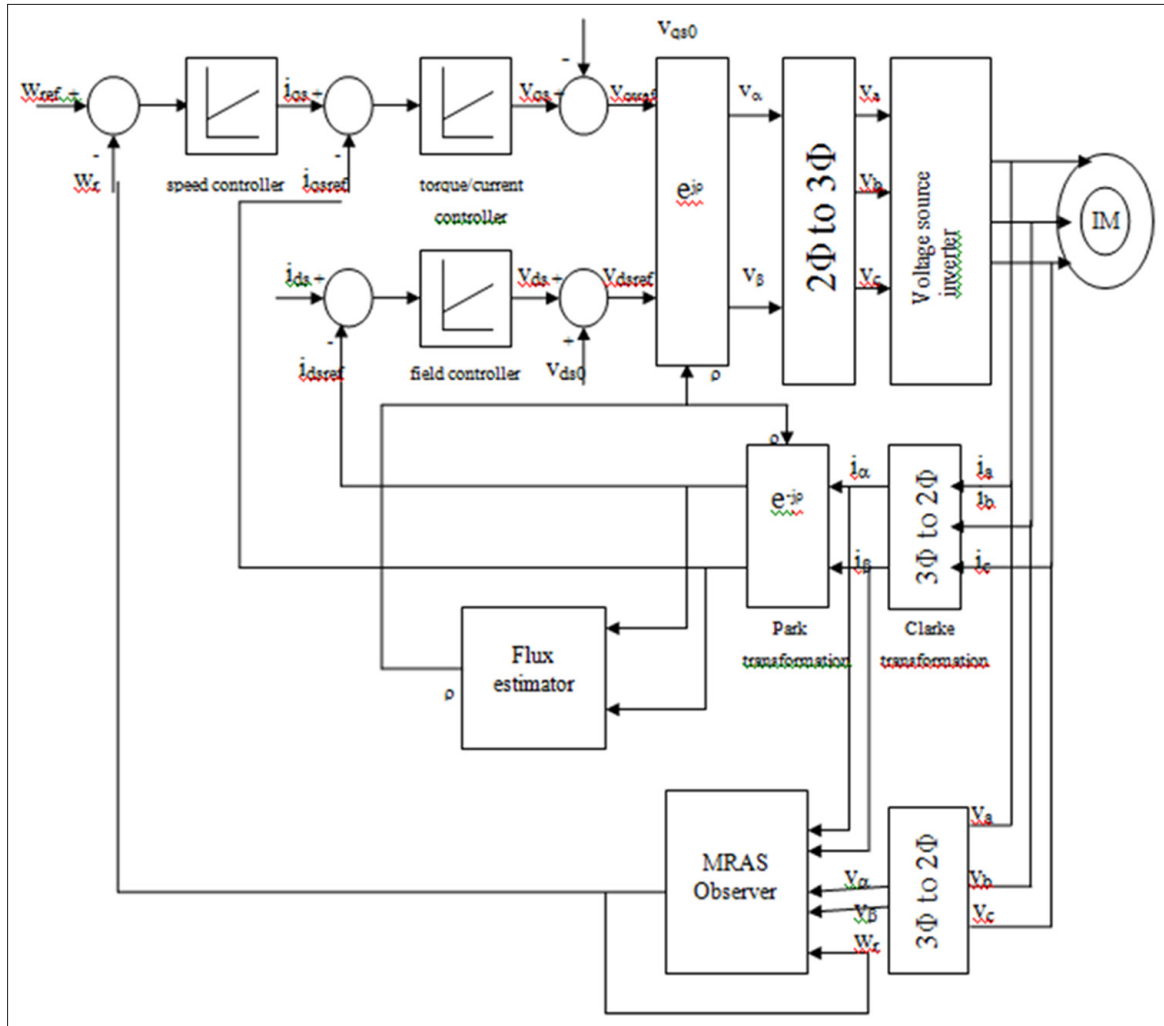 vqs0
wref +
-
wr
speed controller
iqs +
-
iqsref
torque/current
controller
vqs +
-
vqsref
ejρ
vα
vβ
ρ
2Φ to 3Φ
va
vb
vc
Voltage source
inverter
IM
ids +
-
idsref
field controller
vds +
+
vds0
vdsref
ρ
e-jρ
Park
transformation
iα
iβ
3Φ to 2Φ
Clarke
transformation
ia
ib
ic
Flux
estimator
ρ
MRAS
Observer
vα
vβ
wr
3Φ to 2Φ
va
vb
vc